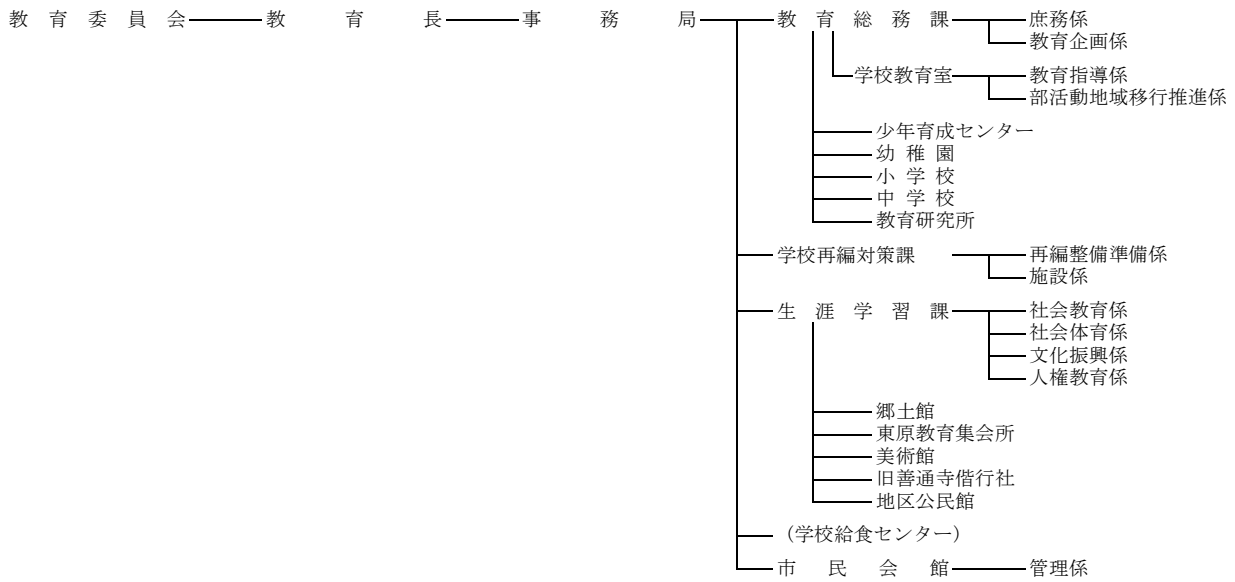 教育委員会 教育長 事務局 教育総務課 庶務係
教育企画係
学校教育室 教育指導係
部活動地域移行推進係
少年育成センター
幼稚園
小学校
中学校
教育研究所
学校再編対策課 再編整備準備係
施設係
生涯学習課 社会教育係
社会体育係
文化振興係
人権教育係
郷土館
東原教育集会所
美術館
旧善通寺偕行社
地区公民館
（学校給食センター）
市民会館 管理係